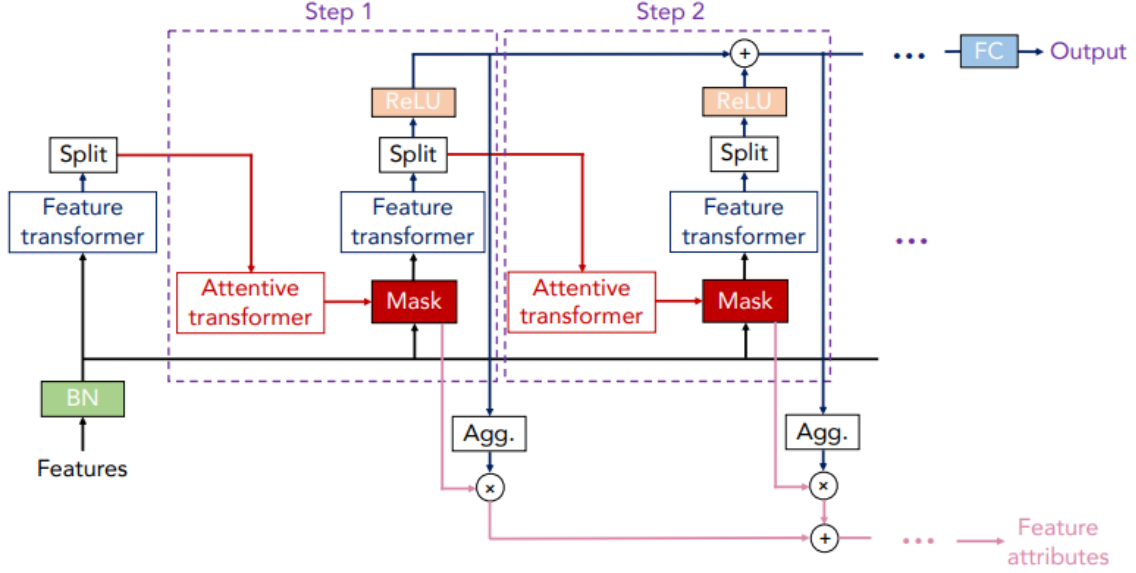 Step 1
Step 2
FC
Output
ReLU
ReLU
Split
Split
Split
Feature
transformer
Feature
transformer
Feature
transformer
Attentive
transformer
Mask
Attentive
transformer
Mask
BN
Features
Agg.
Agg.
Feature
attributes